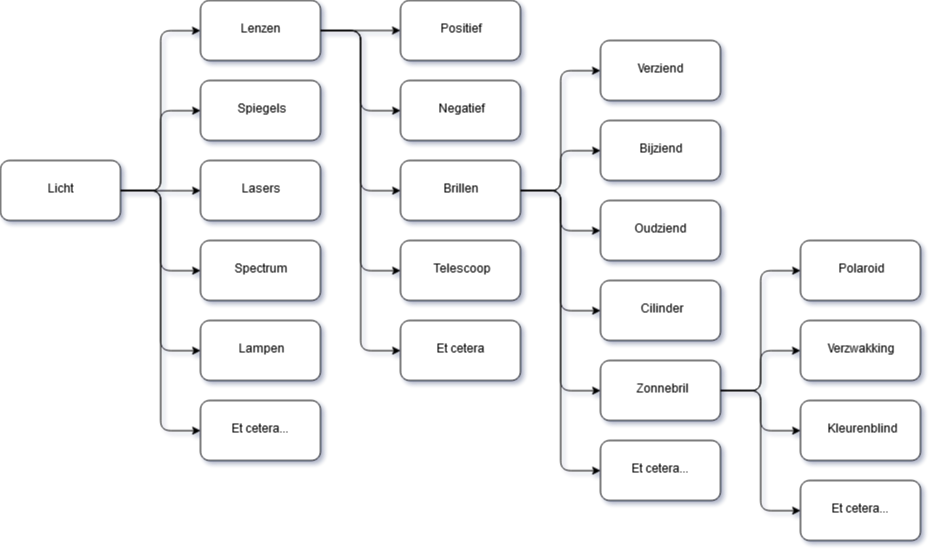 Licht
Lenzen
Spiegels
Lasers
Spectrum
Lampen
Et cetera...
Positief
Negatief
Brillen
Telescoop
Et cetera
Verziend
Bijziend
Oudziend
Cilinder
Zonnebril
Et cetera...
Polaroid
Verzwakking
Kleurenblind
Et cetera...